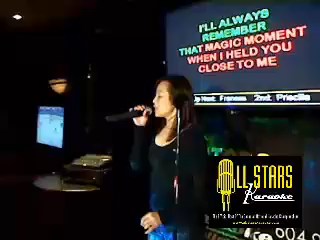 I'LL ALWAYS
REMEMBER
THAT MAGIC MOMENT
WHEN I HELD YOU
CLOSE TO ME
Up Next: Frances 2nd: Priscilla
ALL STARS
Karaoke